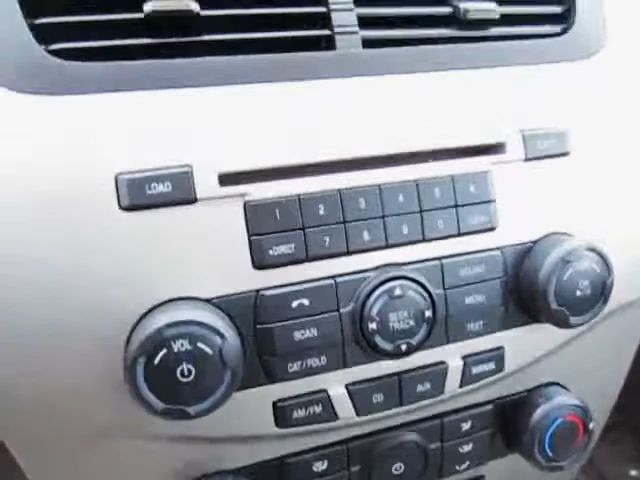 LOAD
1 2 3 4 5 6
DIRECT 7 8 9 0
SCAN
SEEK/
TRACK
MENU
TEXT
CAT / FOLD
VOL
AM/FM
CD
AUX
MANUAL